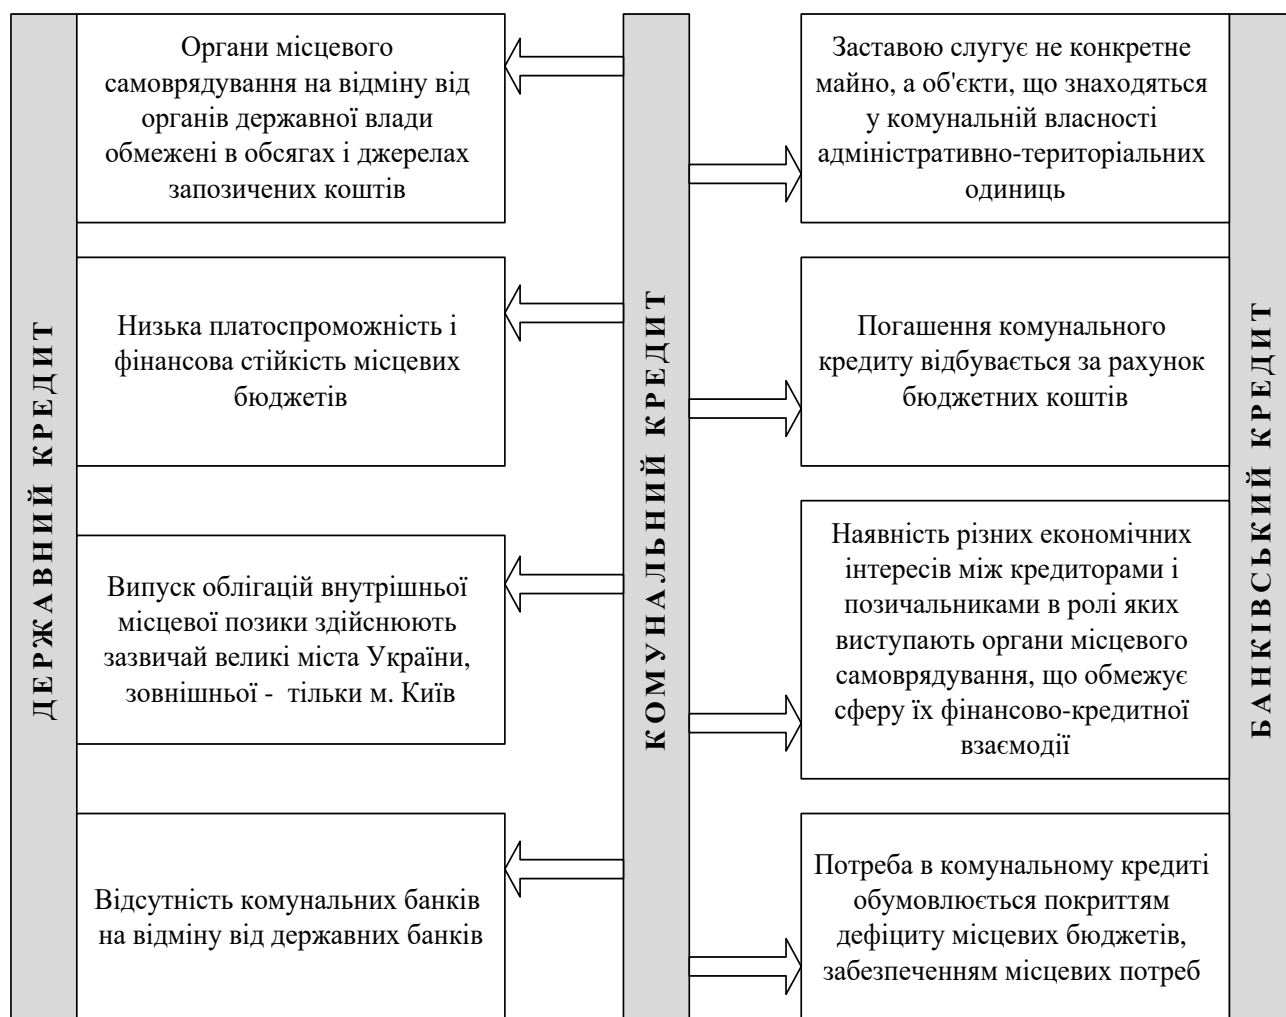 ДЕРЖАВНИЙ КРЕДИТ
Органи місцевого
самоврядування на відміну від
органів державної влади
обмежені в обсягах і джерелах
запозичених коштів
Низька платоспроможність і
фінансова стійкість місцевих
бюджетів
Випуск облігацій внутрішньої
місцевої позики здійснюють
зазвичай великі міста України,
зовнішньої - тільки м. Київ
Відсутність комунальних банків
на відміну від державних банків
КОМУНАЛЬНИЙ КРЕДИТ
Заставою слугує не конкретне
майно, а об'єкти, що знаходяться
у комунальній власності
адміністративно-територіальних
одиниць
Погашення комунального
кредиту відбувається за рахунок
бюджетних коштів
Наявність різних економічних
інтересів між кредиторами і
позичальниками в ролі яких
виступають органи місцевого
самоврядування, що обмежує
сферу їх фінансово-кредитної
взаємодії
Потреба в комунальному кредиті
обумовлюється покриттям
дефіциту місцевих бюджетів,
забезпеченням місцевих потреб
БАНКІВСЬКИЙ КРЕДИТ